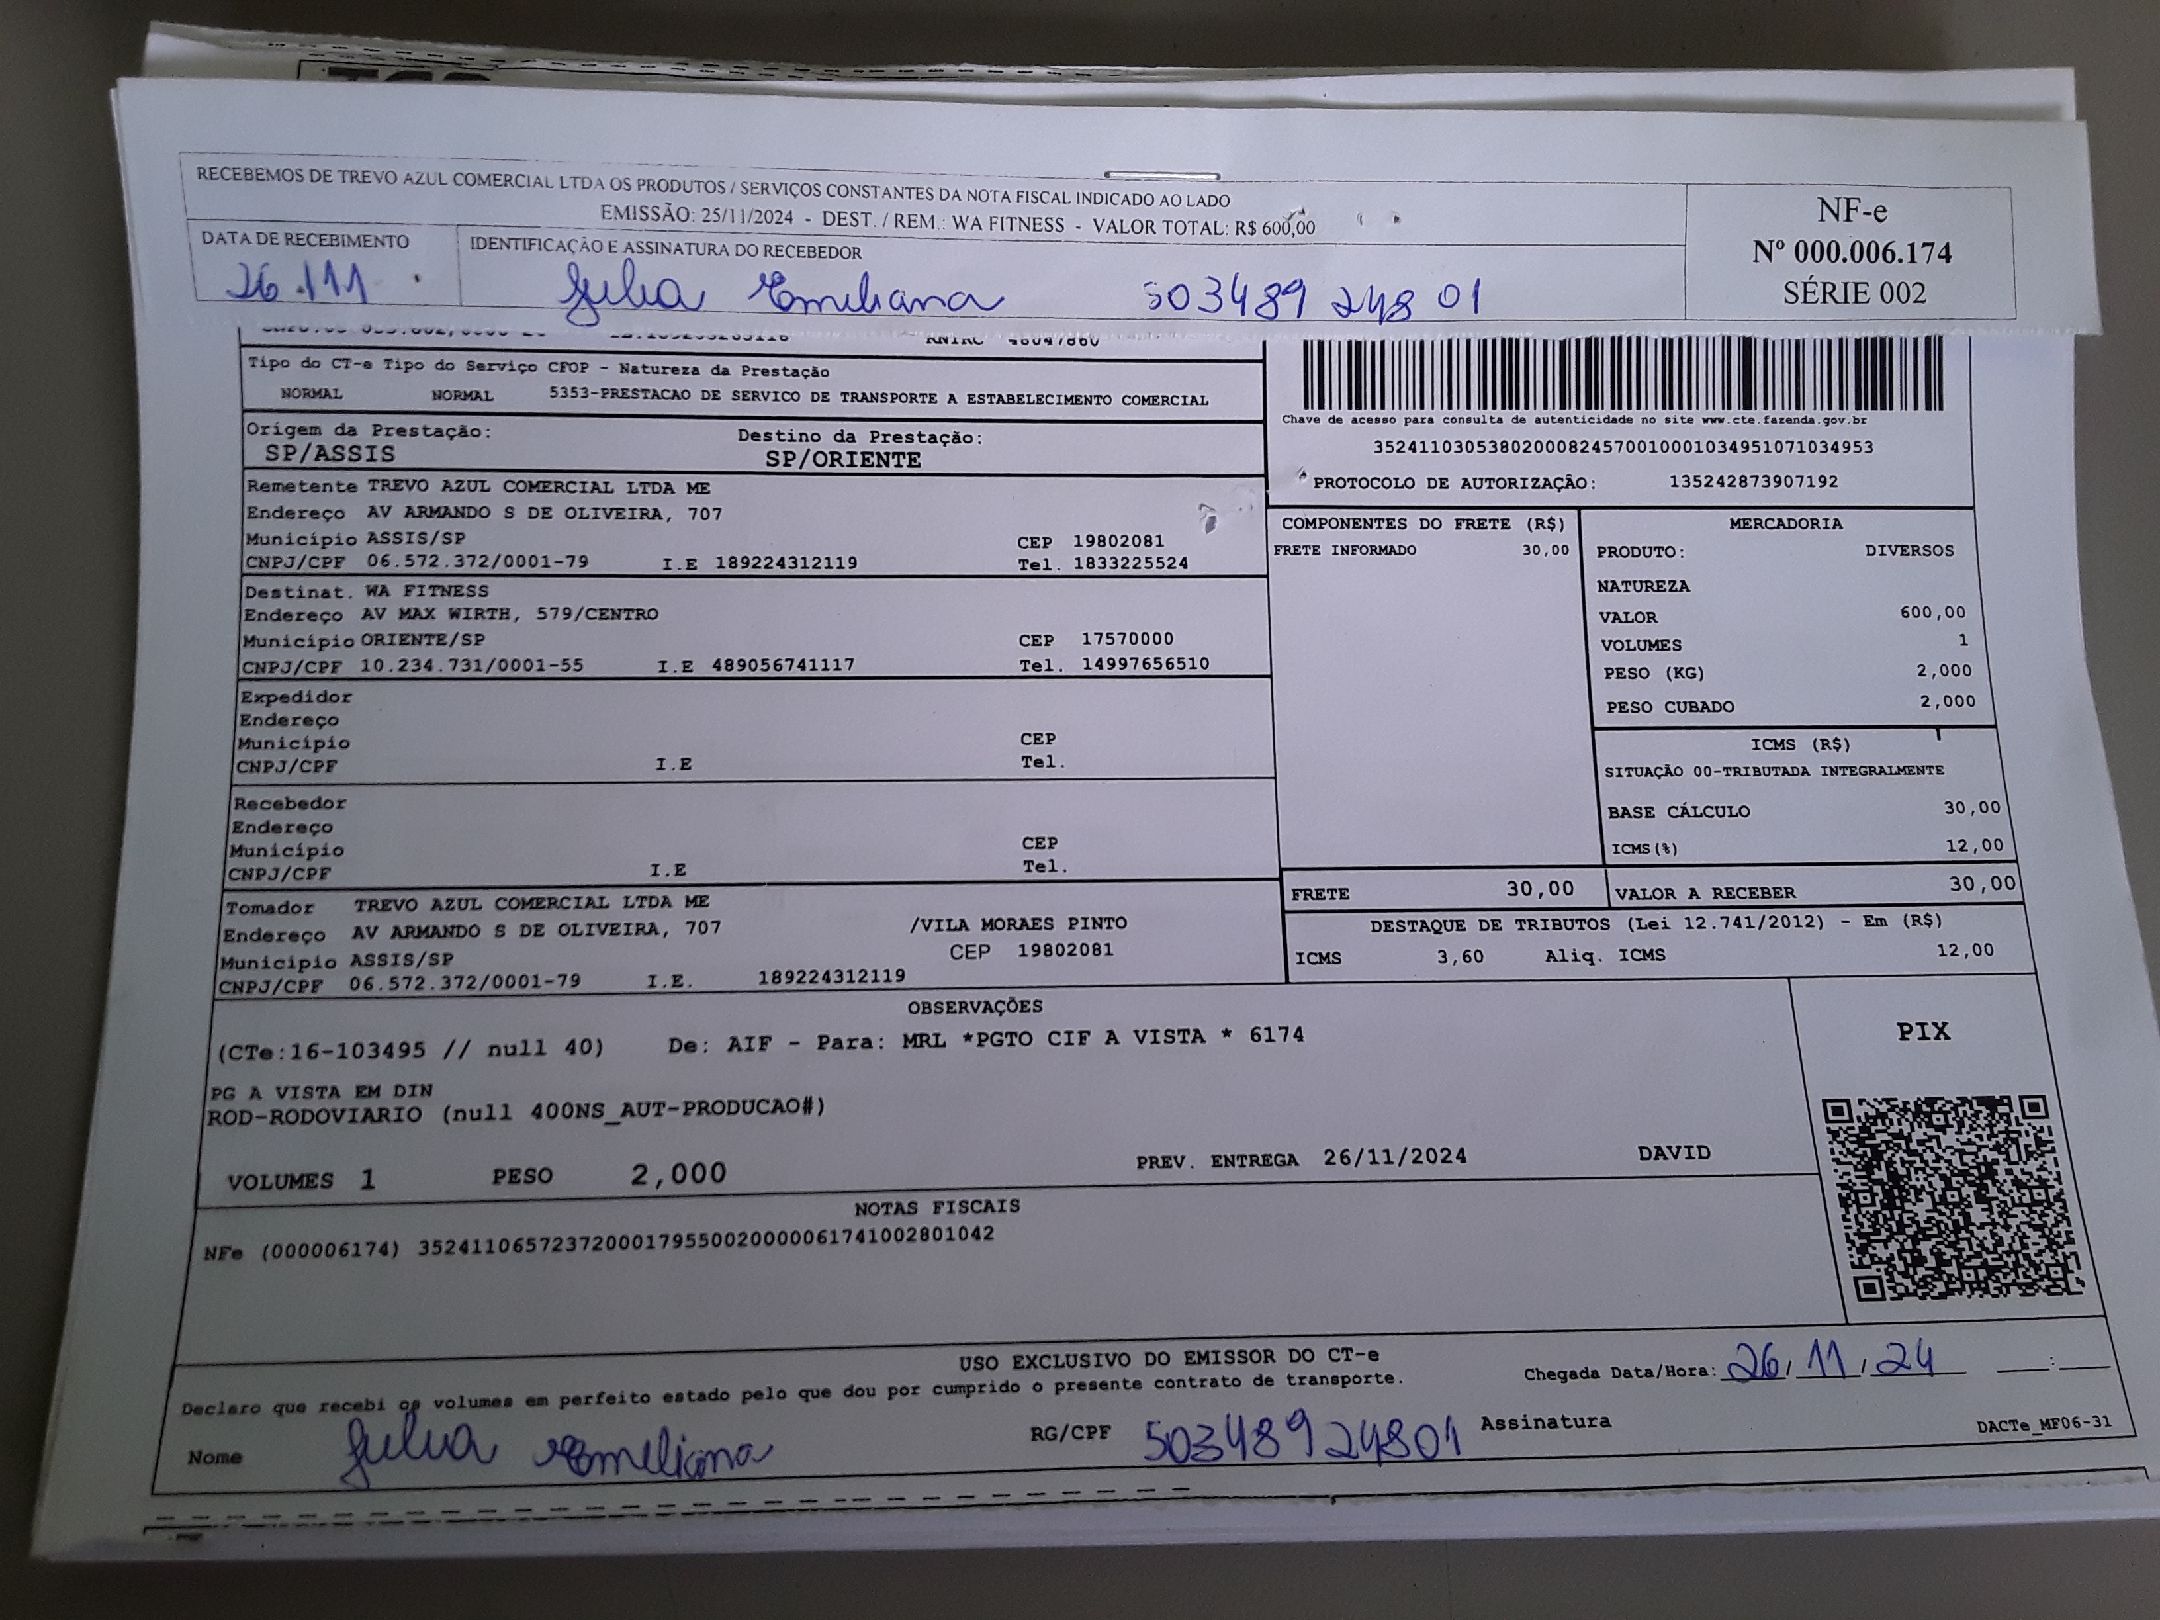 RECEBEMOS DE TREVO AZUL COMERCIAL LTDA OS PRODUTOS / SERVIÇOS CONSTANTES DA NOTA FISCAL INDICADO AO LADO
EMISSÃO: 25/11/2024 - DEST. / REM.: WA FITNESS - VALOR TOTAL: R$ 600,00
DATA DE RECEBIMENTO
26.111
IDENTIFICAÇÃO E ASSINATURA DO RECEBEDOR
Julia Emiliana 50348924801
NF-e
Nº 000.006.174
SÉRIE 002
RNTRC 48047860
Tipo do CT-e Tipo do Serviço CFOP - Natureza da Prestação
NORMAL NORMAL 5353-PRESTACAO DE SERVICO DE TRANSPORTE A ESTABELECIMENTO COMERCIAL
Origem da Prestação: Destino da Prestação:
SP/ASSIS SP/ORIENTE
Chave de acesso para consulta de autenticidade no site www.cte.fazenda.gov.br
35241103053802000824570010001034951071034953
PROTOCOLO DE AUTORIZAÇÃO: 135242873907192
Remetente TREVO AZUL COMERCIAL LTDA ME
Endereço AV ARMANDO S DE OLIVEIRA, 707
Município ASSIS/SP CEP 19802081
CNPJ/CPF 06.572.372/0001-79 I.E 189224312119 Tel. 1833225524
Destinat. WA FITNESS
Endereço AV MAX WIRTH, 579/CENTRO
Município ORIENTE/SP CEP 17570000
CNPJ/CPF 10.234.731/0001-55 I.E 489056741117 Tel. 14997656510
Expedidor
Endereço
Município CEP
CNPJ/CPF I.E Tel.
Recebedor
Endereço
Município CEP
CNPJ/CPF I.E Tel.
Tomador TREVO AZUL COMERCIAL LTDA ME
Endereço AV ARMANDO S DE OLIVEIRA, 707 /VILA MORAES PINTO
Município ASSIS/SP CEP 19802081
CNPJ/CPF 06.572.372/0001-79 I.E. 189224312119
COMPONENTES DO FRETE (R$)
FRETE INFORMADO 30,00
MERCADORIA
PRODUTO: DIVERSOS
NATUREZA
VALOR 600,00
VOLUMES 1
PESO (KG) 2,000
PESO CUBADO 2,000
ICMS (R$)
SITUAÇÃO 00-TRIBUTADA INTEGRALMENTE
BASE CÁLCULO 30,00
ICMS(%) 12,00
FRETE 30,00 VALOR A RECEBER 30,00
DESTAQUE DE TRIBUTOS (Lei 12.741/2012) - Em (R$)
ICMS 3,60 Aliq. ICMS 12,00
OBSERVAÇÕES
(CTe:16-103495 // null 40) De: AIF - Para: MRL *PGTO CIF A VISTA * 6174
PG A VISTA EM DIN
ROD-RODOVIARIO (null 400NS_AUT-PRODUCAO#)
VOLUMES 1 PESO 2,000 PREV. ENTREGA 26/11/2024 DAVID
PIX
NOTAS FISCAIS
NFe (000006174) 35241106572372000179550020000061741002801042
USO EXCLUSIVO DO EMISSOR DO CT-e
Declaro que recebi os volumes em perfeito estado pelo que dou por cumprido o presente contrato de transporte.
Chegada Data/Hora: 26/11/24 __:__
Nome Julia Emiliana RG/CPF 50348924801 Assinatura
DACTe_MF06-31